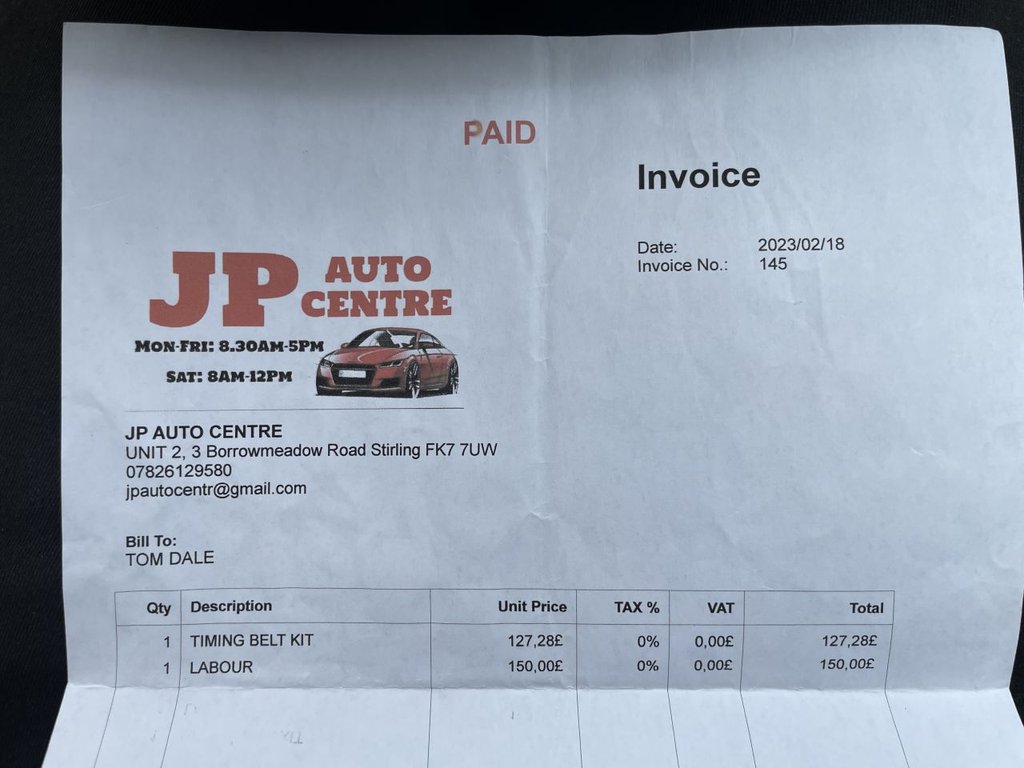 PAID
Invoice
Date: 2023/02/18
Invoice No.: 145
JP AUTO CENTRE
MON-FRI: 8.30AM-5PM
SAT: 8AM-12PM
JP AUTO CENTRE
UNIT 2, 3 Borrowmeadow Road Stirling FK7 7UW
07826129580
jpautocentr@gmail.com
Bill To:
TOM DALE
Qty Description Unit Price TAX % VAT Total
1 TIMING BELT KIT 127,28£ 0% 0,00£ 127,28£
1 LABOUR 150,00£ 0% 0,00£ 150,00£